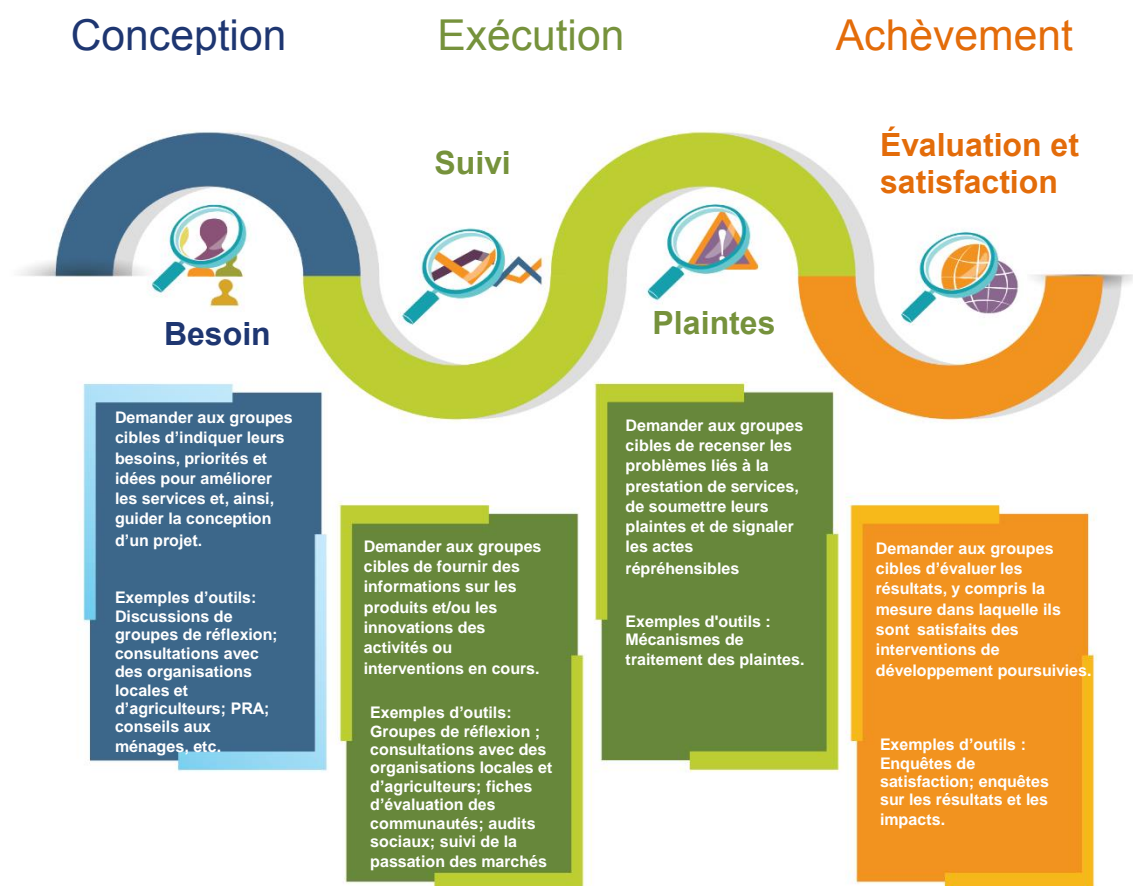 Conception
Exécution
Achèvement
Suivi
Évaluation et
satisfaction
Besoin
Plaintes
Demander aux groupes
cibles d’indiquer leurs
besoins, priorités et
idées pour améliorer
les services et, ainsi,
guider la conception
d’un projet.
Exemples d’outils:
Discussions de
groupes de réflexion;
consultations avec
des organisations
locales et
d’agriculteurs; PRA;
conseils aux
ménages, etc.
Demander aux groupes
cibles de fournir des
informations sur les
produits et/ou les
innovations des
activités ou
interventions en cours.
Exemples d’outils:
Groupes de réflexion ;
consultations avec des
organisations locales et
d’agriculteurs; fiches
d’évaluation des
communautés; audits
sociaux; suivi de la
passation des marchés
Demander aux groupes
cibles de recenser les
problèmes liés à la
prestation de services,
de soumettre leurs
plaintes et de signaler
les actes
répréhensibles
Exemples d'outils :
Mécanismes de
traitement des plaintes.
Demander aux groupes
cibles d’évaluer les
résultats, y compris la
mesure dans laquelle ils
sont satisfaits des
interventions de
développement poursuivies.
Exemples d’outils :
Enquêtes de
satisfaction; enquêtes
sur les résultats et les
impacts.